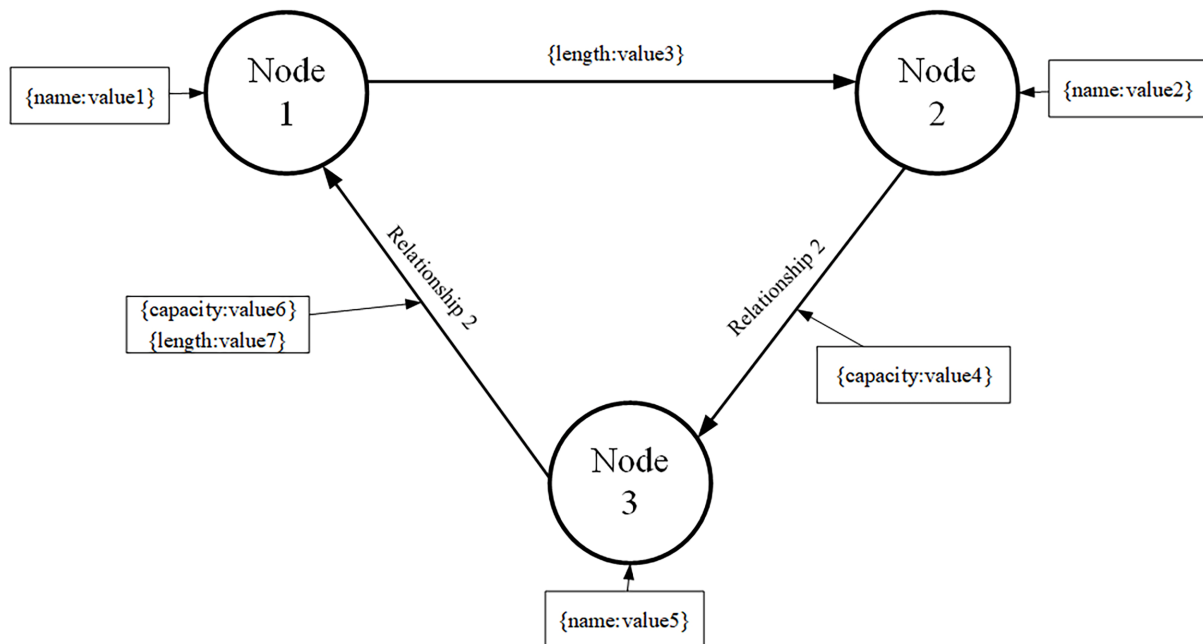 Node
1
{length:value3}
Node
2
{name:value1}
{name:value2}
Relationship 2
Relationship 2
{capacity:value6}
{length:value7}
{capacity:value4}
Node
3
{name:value5}